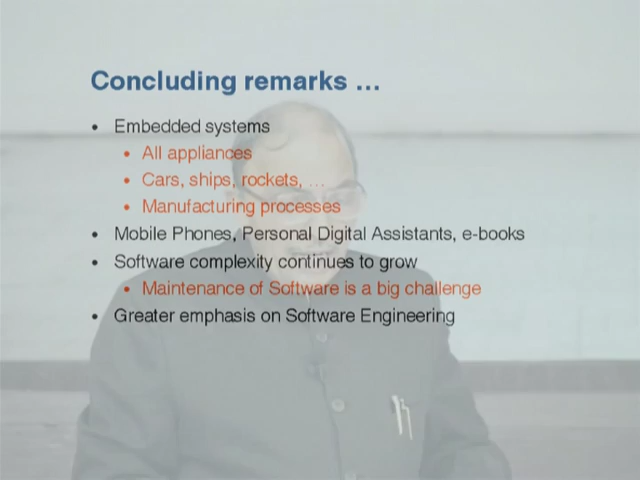 Concluding remarks ...
• Embedded systems
• All appliances
• Cars, ships, rockets, ...
• Manufacturing processes
• Mobile Phones, Personal Digital Assistants, e-books
• Software complexity continues to grow
• Maintenance of Software is a big challenge
• Greater emphasis on Software Engineering